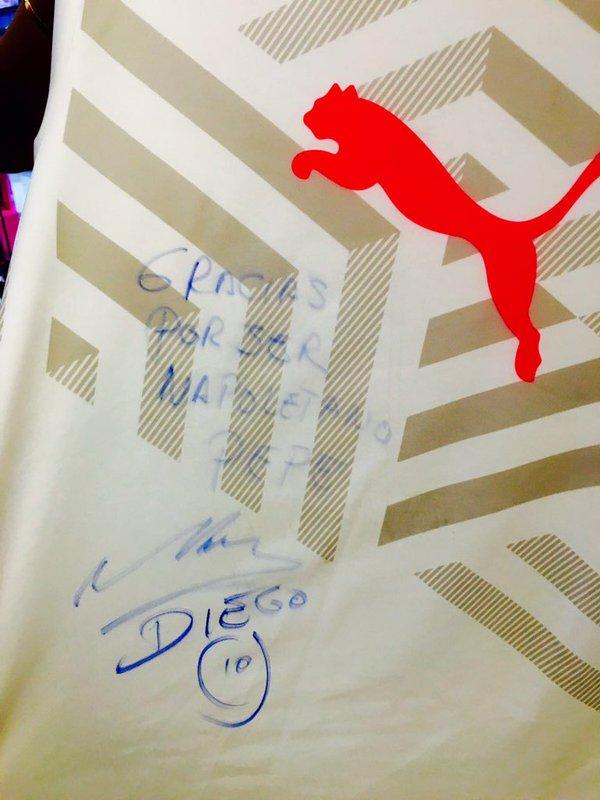 GRACIAS
POR SER
NAPOLETANO
PEPE
DIEGO
10